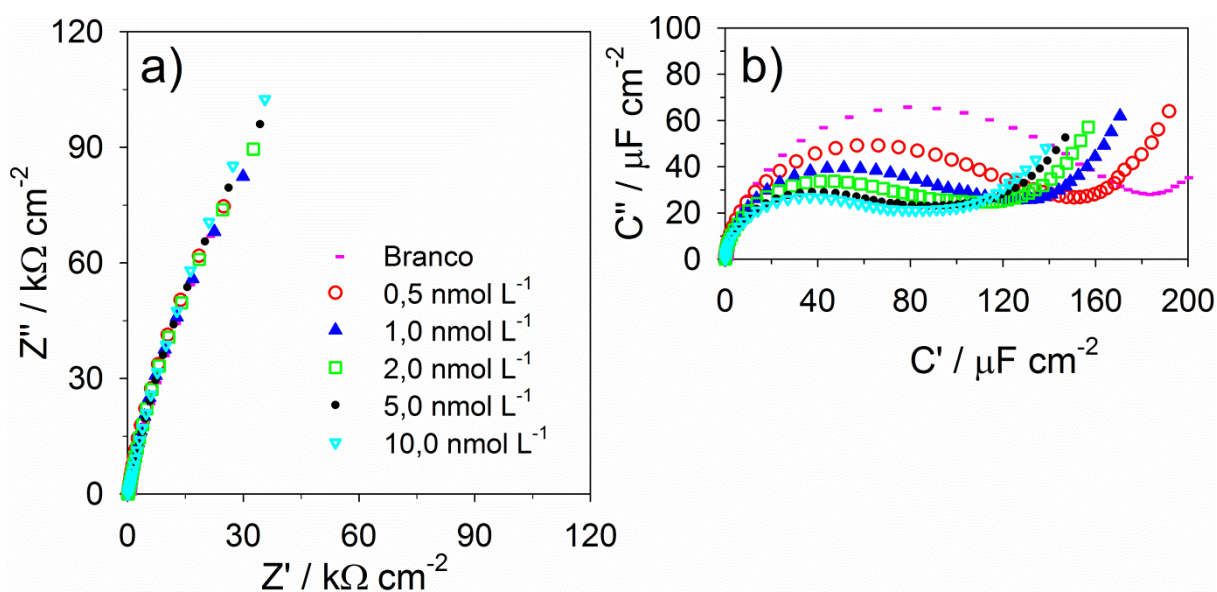 a)
120
90
60
30
0
Z'' / kΩ cm⁻²
0 30 60 90 120
Z' / kΩ cm⁻²
Branco
0,5 nmol L⁻¹
1,0 nmol L⁻¹
2,0 nmol L⁻¹
5,0 nmol L⁻¹
10,0 nmol L⁻¹
b)
100
80
60
40
20
0
C'' / μF cm⁻²
0 40 80 120 160 200
C' / μF cm⁻²